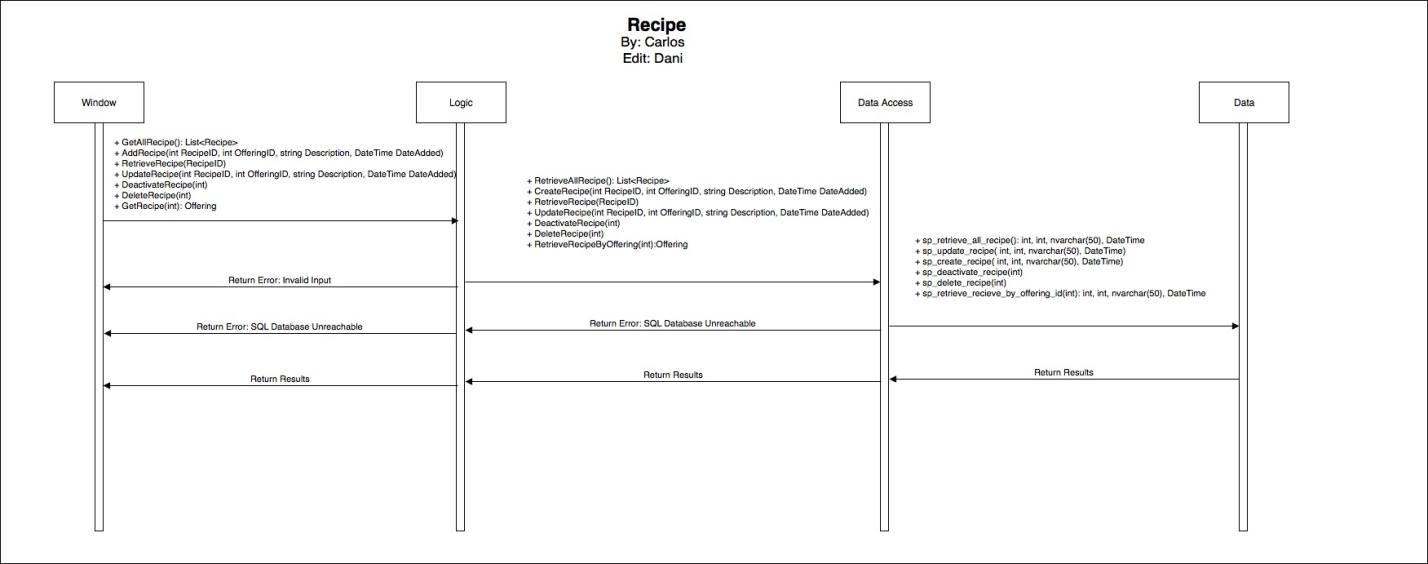 Recipe
By: Carlos
Edit: Dani
Window
Logic
Data Access
Data
+ GetAllRecipe(): List<Recipe>
+ AddRecipe(int RecipeID, int OfferingID, string Description, DateTime DateAdded)
+ RetrieveRecipe(RecipeID)
+ UpdateRecipe(int RecipeID, int OfferingID, string Description, DateTime DateAdded)
+ DeactivateRecipe(int)
+ DeleteRecipe(int)
+ GetRecipe(int): Offering
+ RetrieveAllRecipe(): List<Recipe>
+ CreateRecipe(int RecipeID, int OfferingID, string Description, DateTime DateAdded)
+ RetrieveRecipe(RecipeID)
+ UpdateRecipe(int RecipeID, int OfferingID, string Description, DateTime DateAdded)
+ DeactivateRecipe(int)
+ DeleteRecipe(int)
+ RetrieveRecipeByOffering(int):Offering
+ sp_retrieve_all_recipe(): int, int, nvarchar(50), DateTime
+ sp_update_recipe( int, int, nvarchar(50), DateTime)
+ sp_create_recipe( int, int, nvarchar(50), DateTime)
+ sp_deactivate_recipe(int)
+ sp_delete_recipe(int)
+ sp_retrieve_recieve_by_offering_id(int): int, int, nvarchar(50), DateTime
Return Error: Invalid Input
Return Error: SQL Database Unreachable
Return Error: SQL Database Unreachable
Return Results
Return Results
Return Results